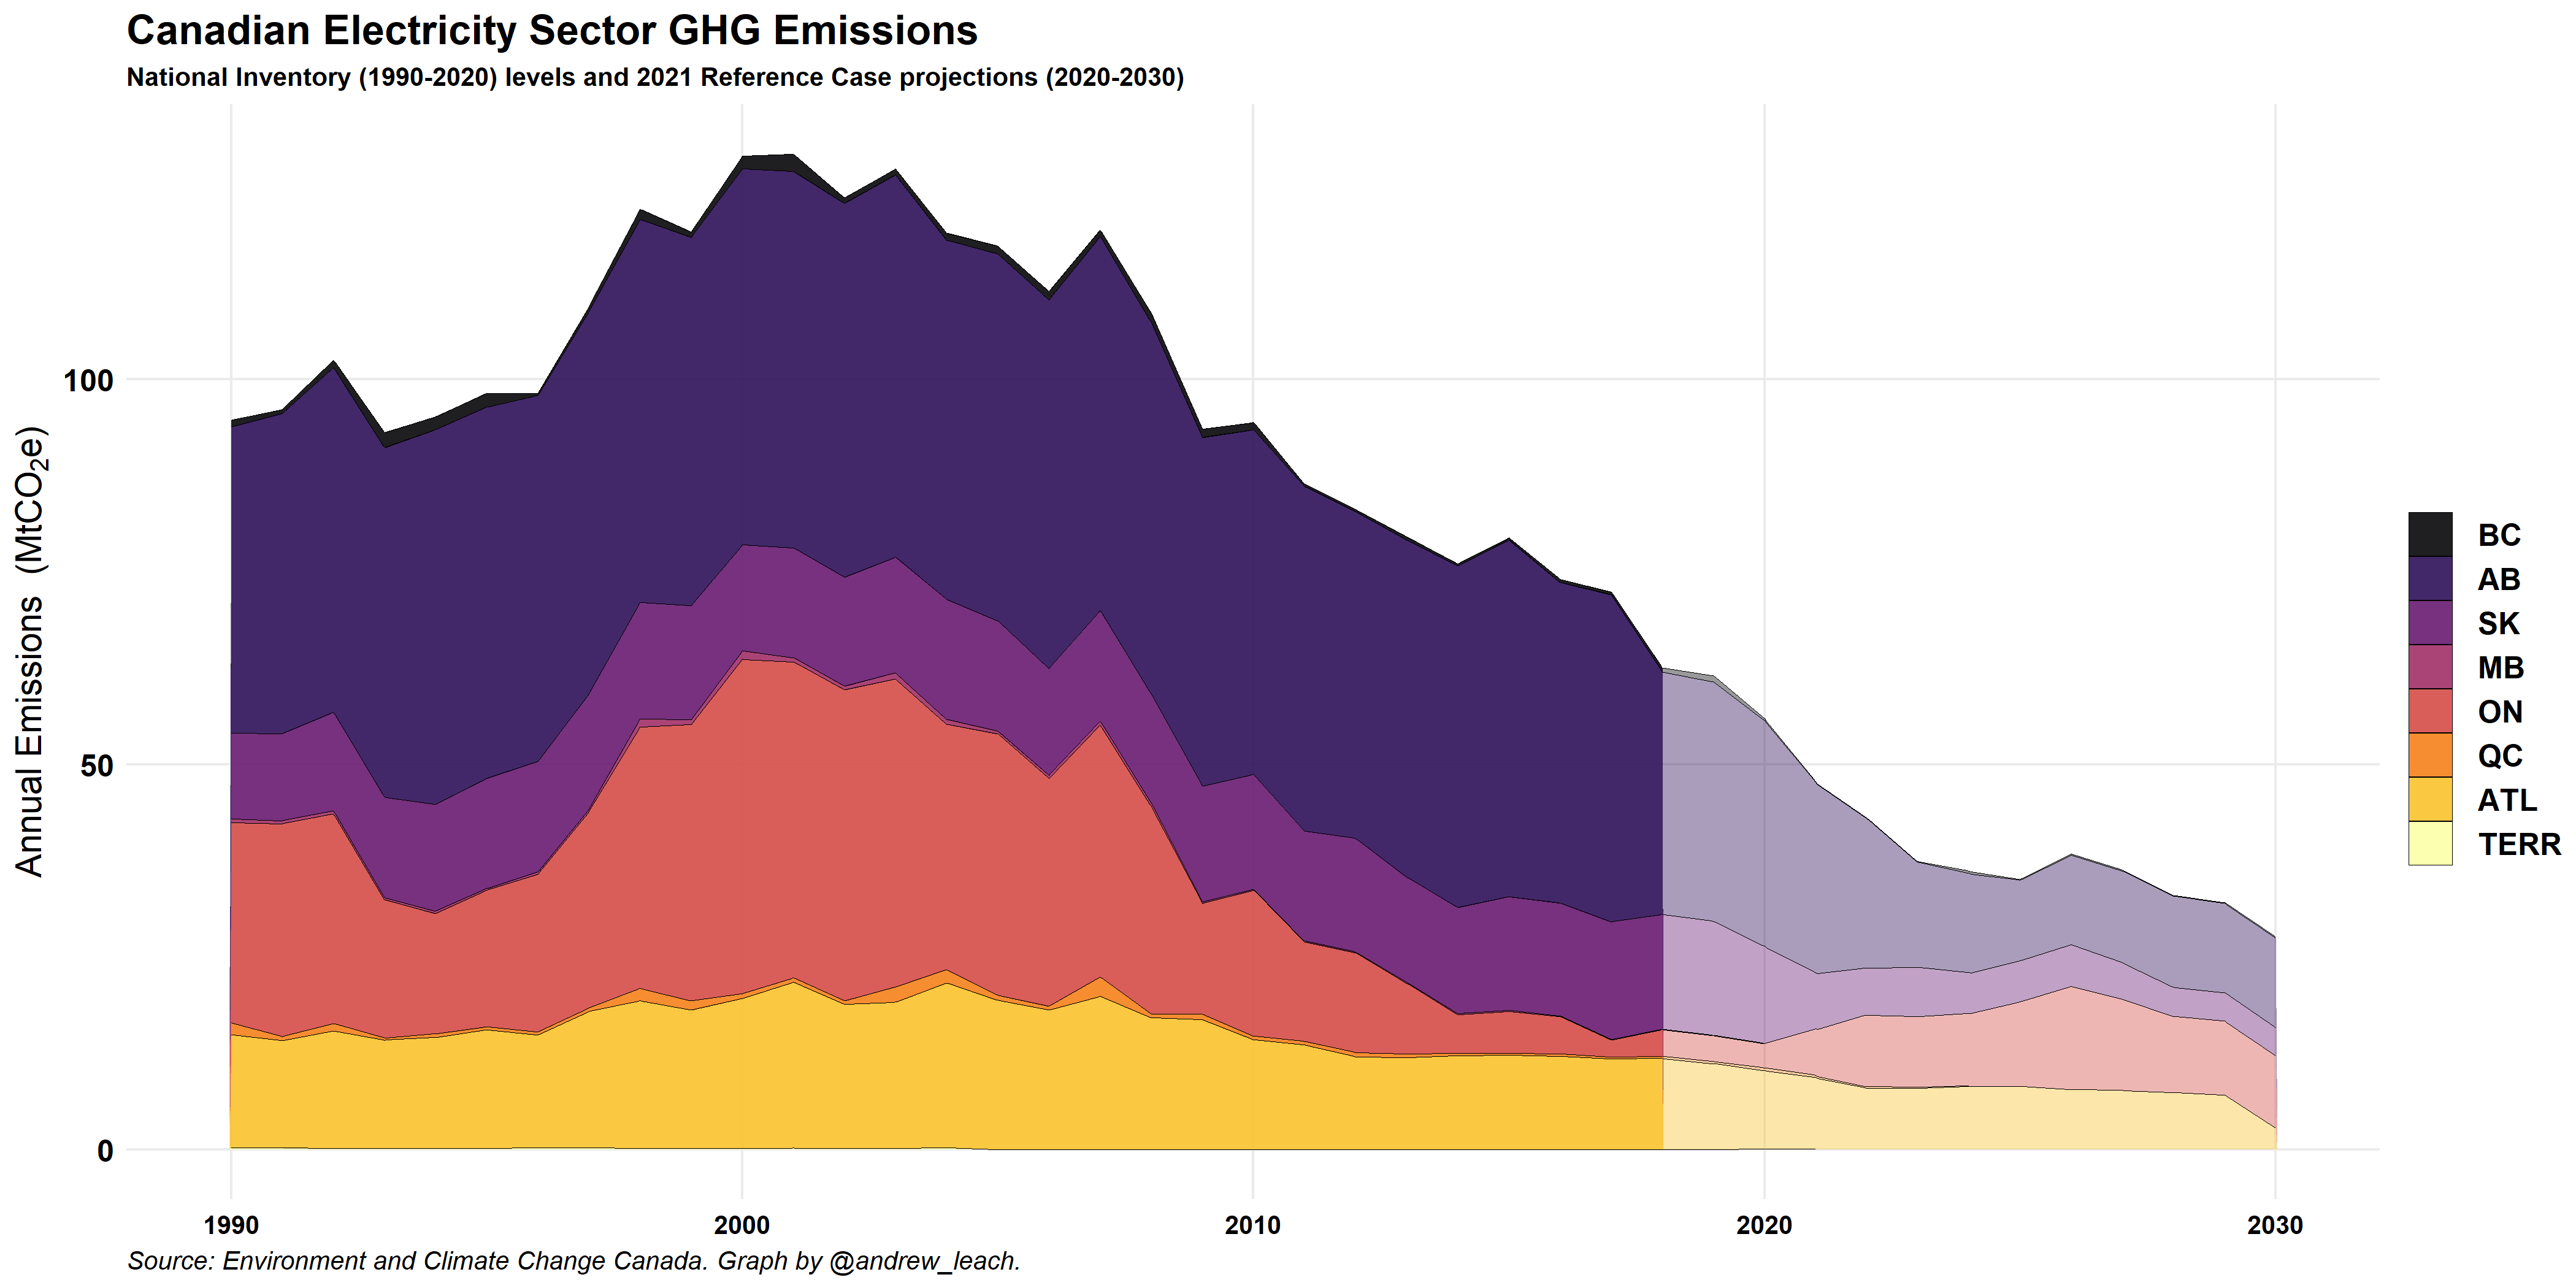 Canadian Electricity Sector GHG Emissions
National Inventory (1990-2020) levels and 2021 Reference Case projections (2020-2030)
Annual Emissions (MtCO₂e)
100
50
0
1990 2000 2010 2020 2030
BC
AB
SK
MB
ON
QC
ATL
TERR
Source: Environment and Climate Change Canada. Graph by @andrew_leach.